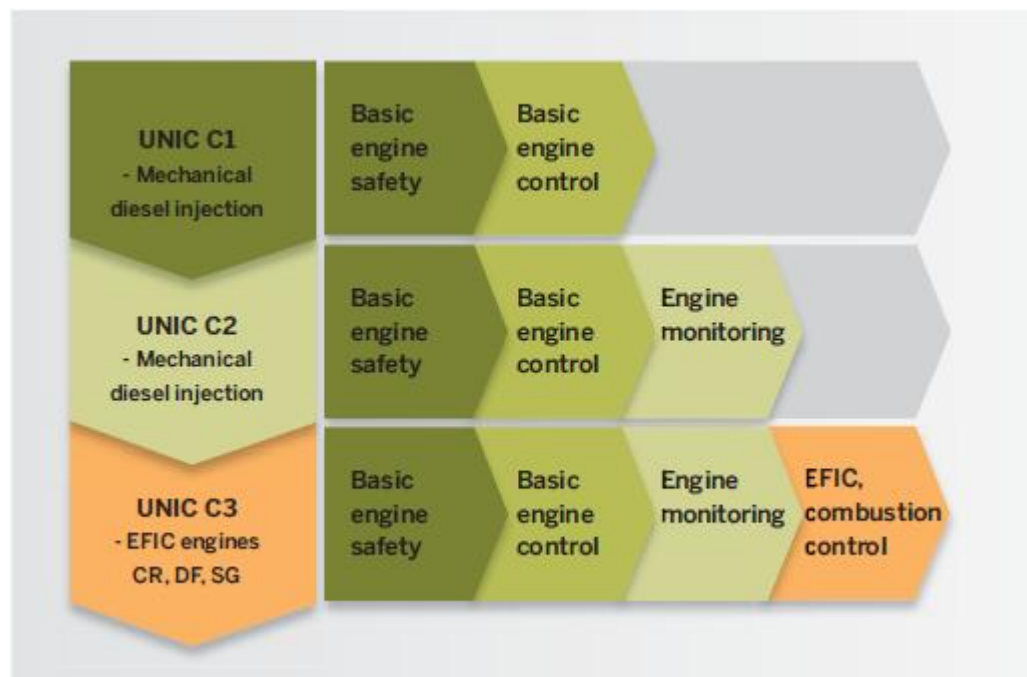 UNIC C1
- Mechanical
diesel injection
Basic
engine
safety
Basic
engine
control
UNIC C2
- Mechanical
diesel injection
Basic
engine
safety
Basic
engine
control
Engine
monitoring
UNIC C3
- EFIC engines
CR, DF, SG
Basic
engine
safety
Basic
engine
control
Engine
monitoring
EFIC,
combustion
control